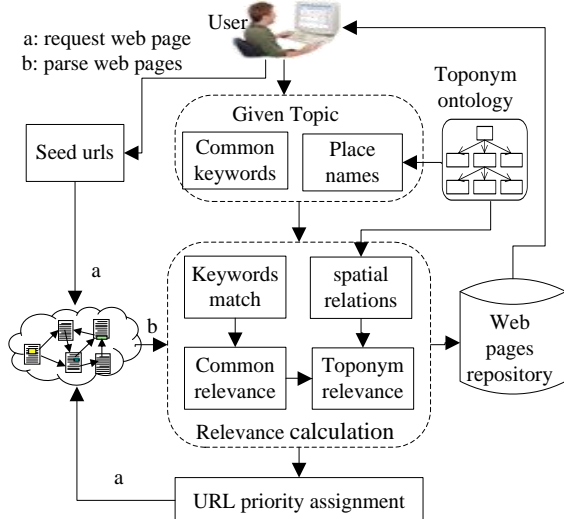 User
a: request web page
b: parse web pages
Toponym
ontology
Given Topic
Seed urls
Common
keywords
Place
names
a
Keywords
match
spatial
relations
b
Web
pages
repository
Common
relevance
Toponym
relevance
Relevance calculation
a
URL priority assignment